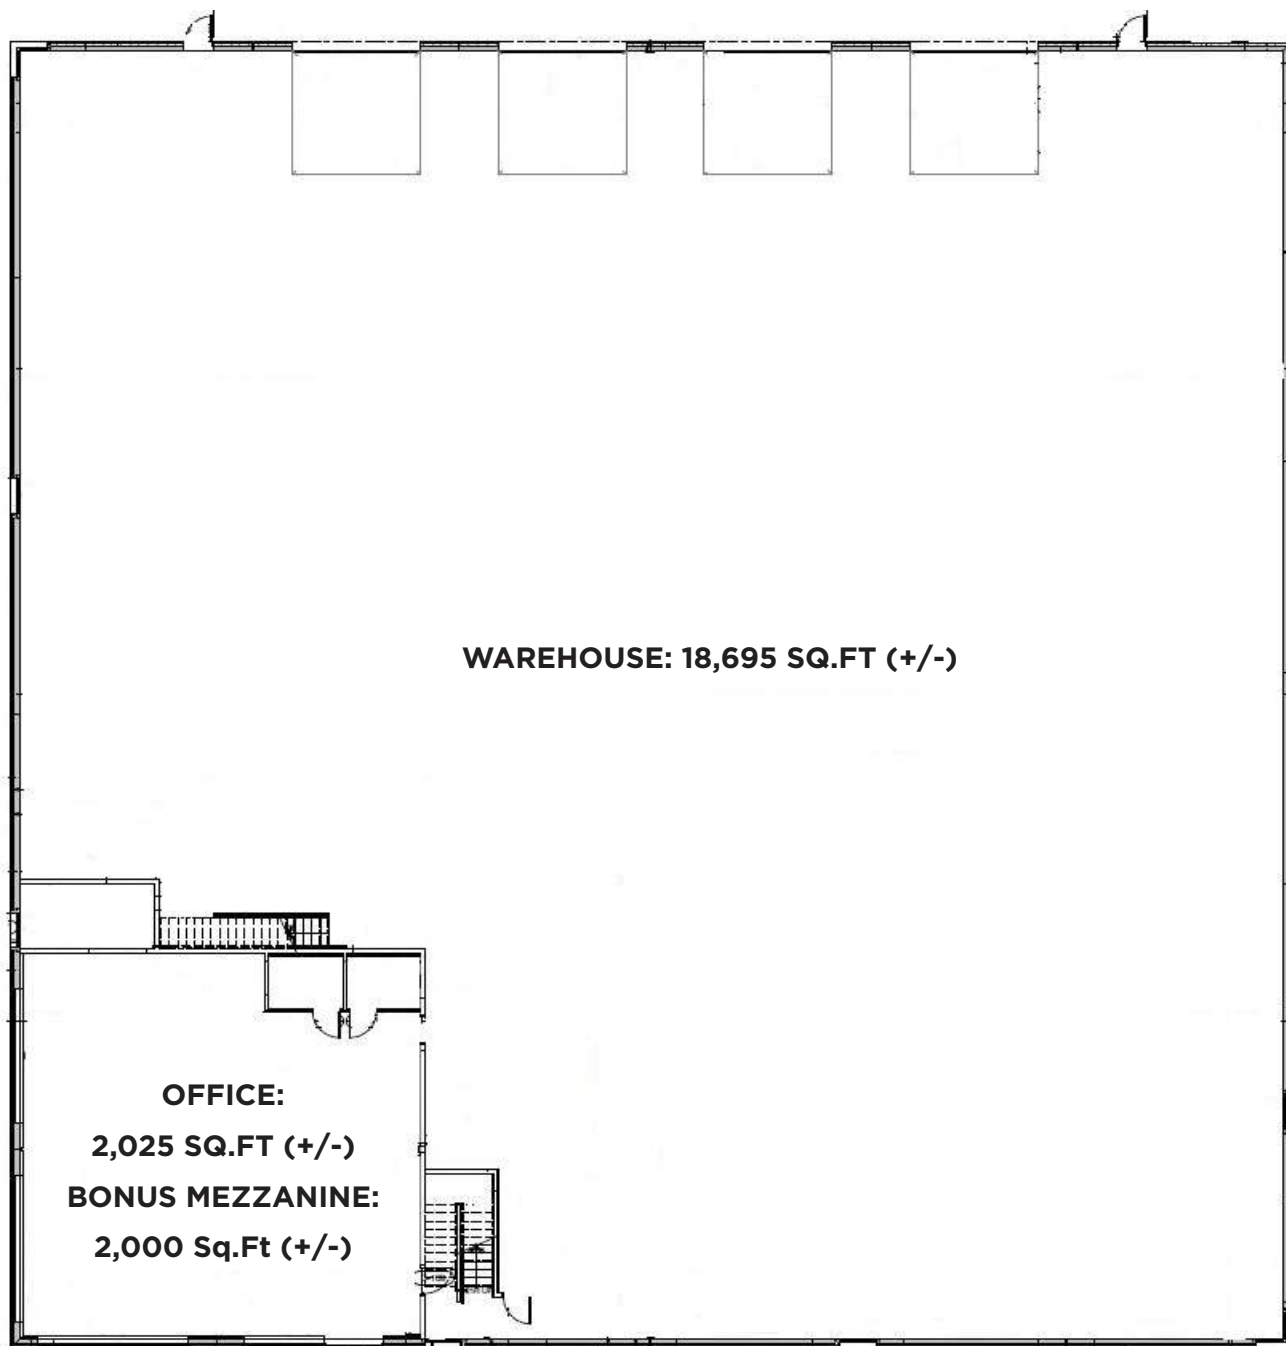 WAREHOUSE: 18,695 SQ.FT (+/-)
OFFICE:
2,025 SQ.FT (+/-)
BONUS MEZZANINE:
2,000 Sq.Ft (+/-)